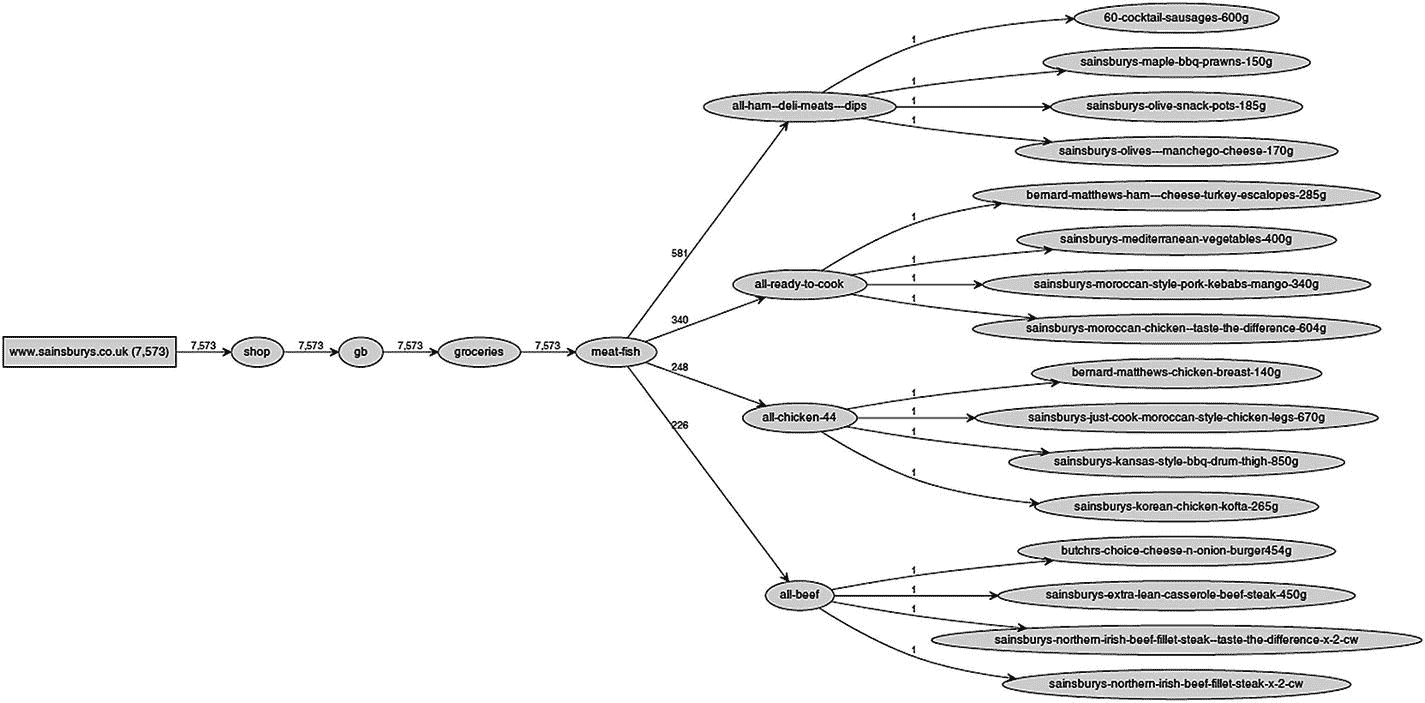 www.sainsburys.co.uk (7,573)
7,573
shop
7,573
gb
7,573
groceries
7,573
meat-fish
581
all-ham--deli-meats---dips
1
60-cocktail-sausages-600g
1
sainsburys-maple-bbq-prawns-150g
1
sainsburys-olive-snack-pots-185g
1
sainsburys-olives---manchego-cheese-170g
340
all-ready-to-cook
1
bernard-matthews-ham---cheese-turkey-escalopes-285g
1
sainsburys-mediterranean-vegetables-400g
1
sainsburys-moroccan-style-pork-kebabs-mango-340g
1
sainsburys-moroccan-chicken--taste-the-difference-604g
248
all-chicken-44
1
bernard-matthews-chicken-breast-140g
1
sainsburys-just-cook-moroccan-style-chicken-legs-670g
1
sainsburys-kansas-style-bbq-drum-thigh-850g
1
sainsburys-korean-chicken-kofta-265g
226
all-beef
1
butchrs-choice-cheese-n-onion-burger454g
1
sainsburys-extra-lean-casserole-beef-steak-450g
1
sainsburys-northern-irish-beef-fillet-steak--taste-the-difference-x-2-cw
1
sainsburys-northern-irish-beef-fillet-steak-x-2-cw